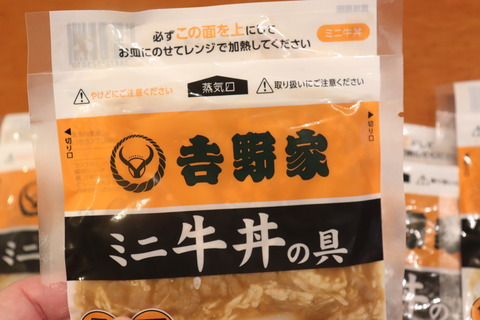 必ずこの面を上にして
お皿にのせてレンジで加熱してください
ミニ牛丼
やけどにご注意ください
蒸気口
取り扱いにご注意ください
切り口
切り口
吉野家
ミニ牛丼の具